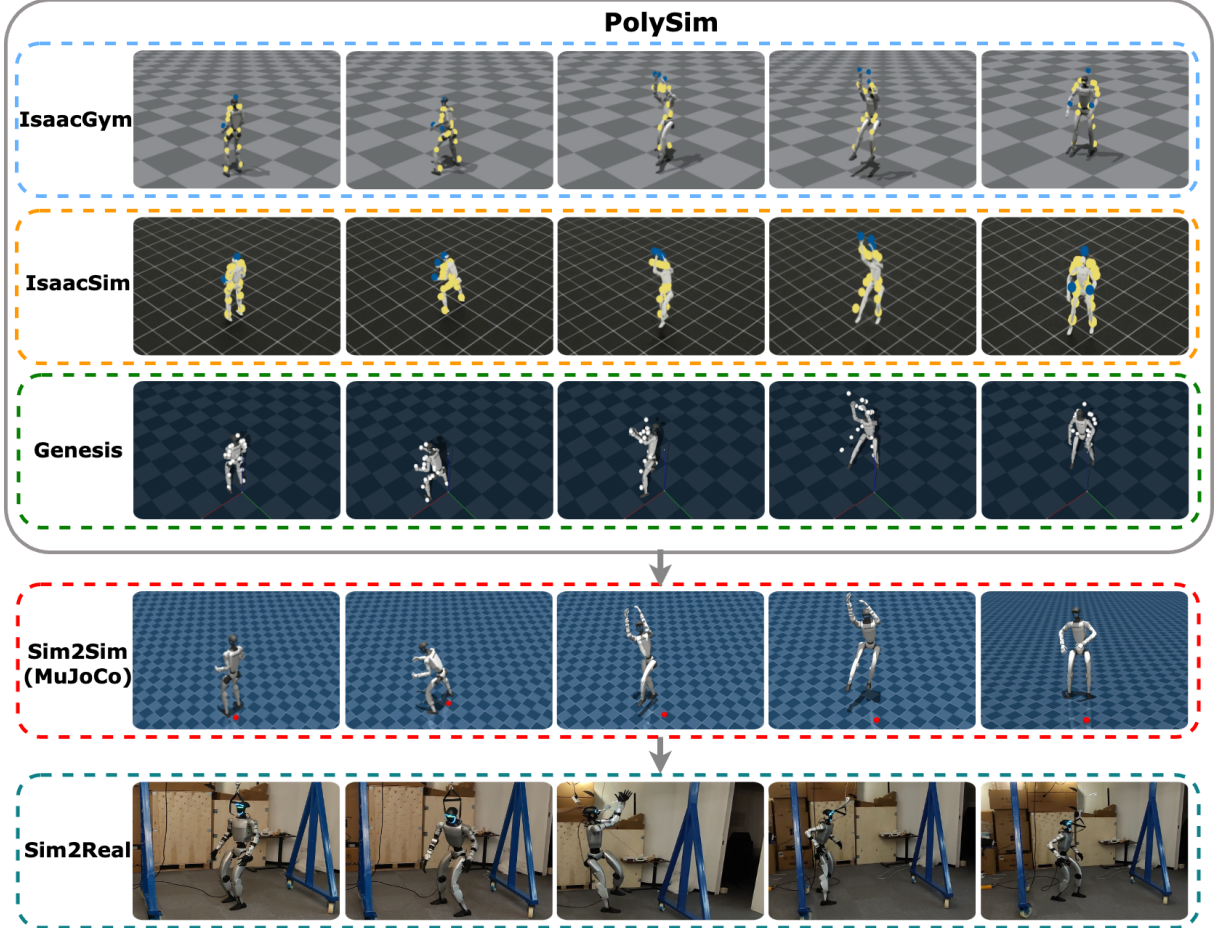 PolySim
IsaacGym
IsaacSim
Genesis
Sim2Sim
(MuJoCo)
Sim2Real